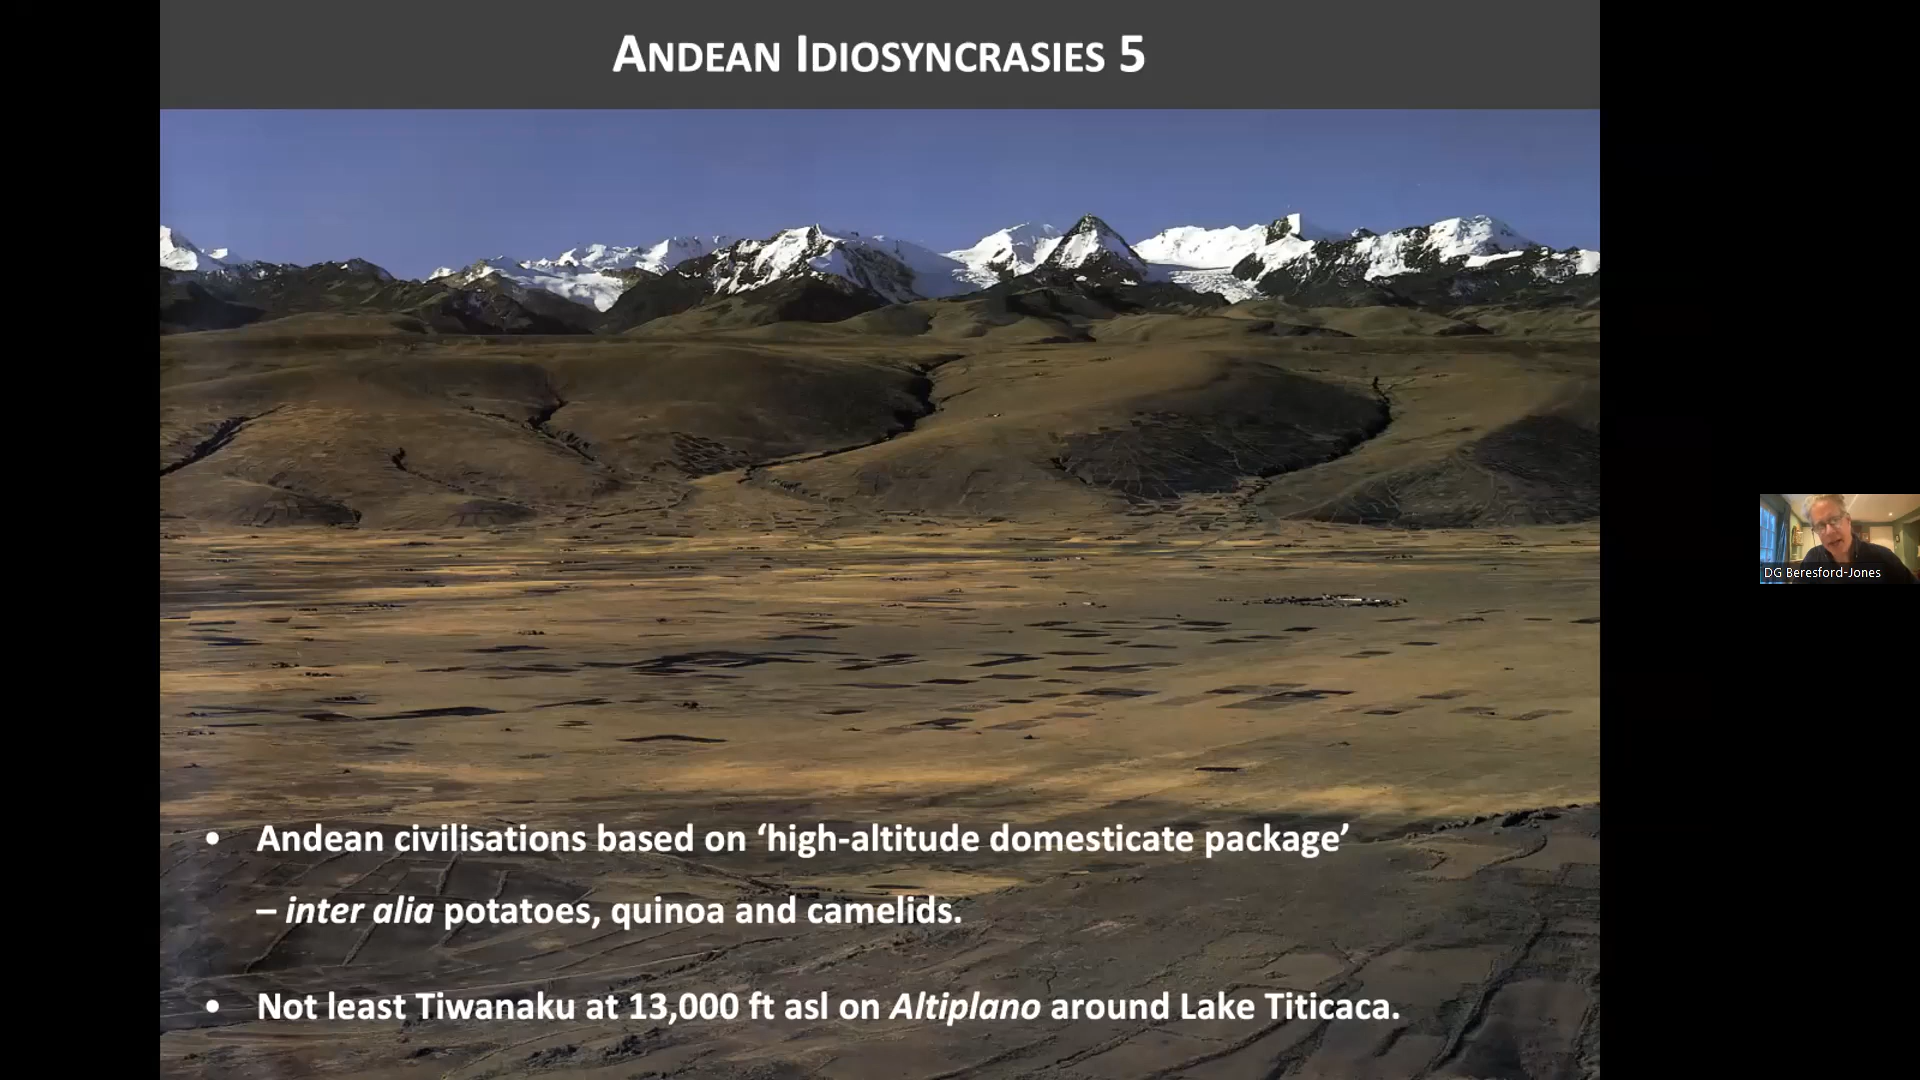 ANDEAN IDIOSYNCRASIES 5
• Andean civilisations based on ‘high-altitude domesticate package’
– inter alia potatoes, quinoa and camelids.
• Not least Tiwanaku at 13,000 ft asl on Altiplano around Lake Titicaca.
DG Beresford-Jones